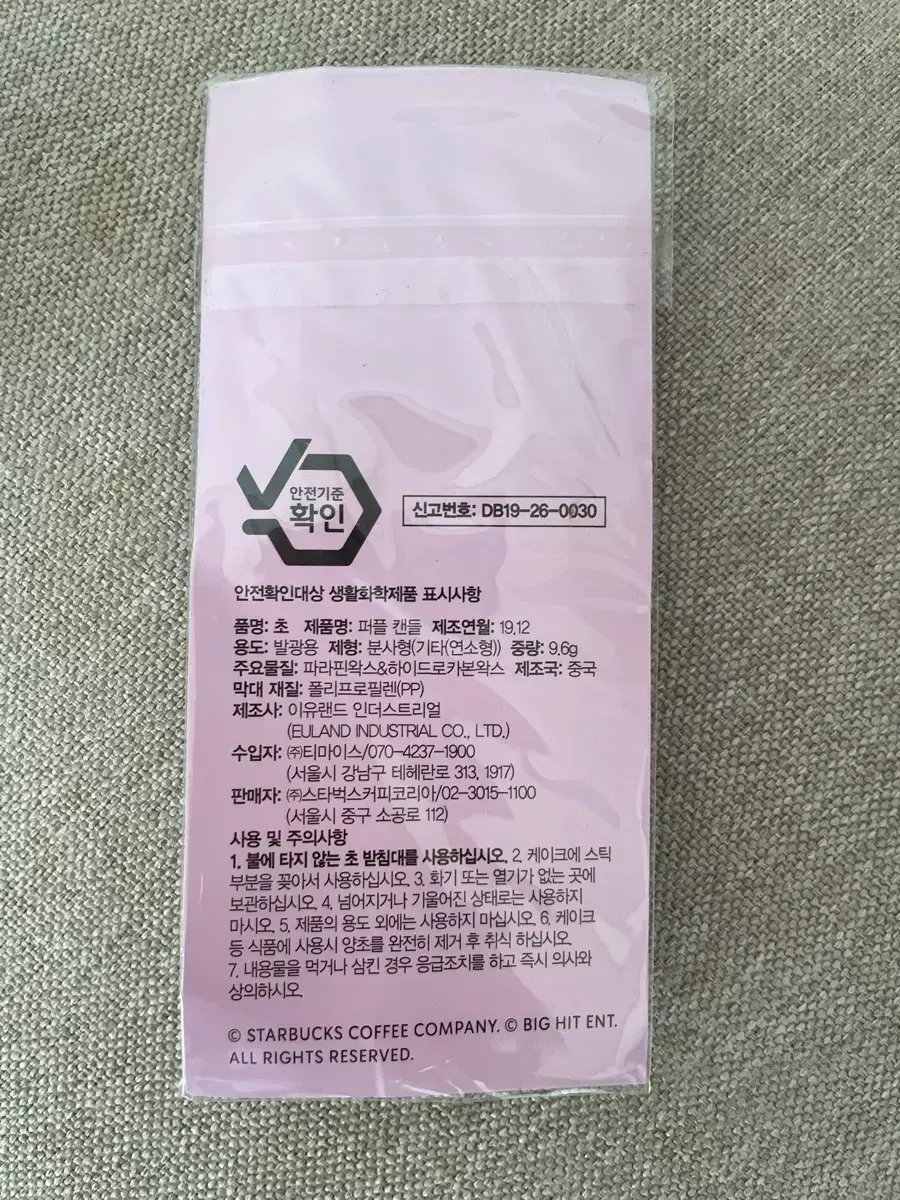 안전기준
확인
신고번호: DB19-26-0030
안전확인대상 생활화학제품 표시사항
품명: 초 제품명: 퍼플 캔들 제조연월: 19.12
용도: 발광용 제형: 분사형(기타(연소형)) 중량: 9.6g
주요물질: 파라핀왁스&하이드로카본왁스 제조국: 중국
막대 재질: 폴리프로필렌(PP)
제조사: 이유랜드 인더스트리얼
(EULAND INDUSTRIAL CO., LTD.)
수입자: ㈜티마이스/070-4237-1900
(서울시 강남구 테헤란로 313, 1917)
판매자: ㈜스타벅스커피코리아/02-3015-1100
(서울시 중구 소공로 112)
사용 및 주의사항
1. 불에 타지 않는 초 받침대를 사용하십시오. 2. 케이크에 스틱
부분을 꽂아서 사용하십시오. 3. 화기 또는 열기가 없는 곳에
보관하십시오. 4. 넘어지거나 기울어진 상태로는 사용하지
마시오. 5. 제품의 용도 외에는 사용하지 마십시오. 6. 케이크
등 식품에 사용시 양초를 완전히 제거 후 취식 하십시오.
7. 내용물을 먹거나 삼킨 경우 응급조치를 하고 즉시 의사와
상의하시오.
© STARBUCKS COFFEE COMPANY. © BIG HIT ENT.
ALL RIGHTS RESERVED.